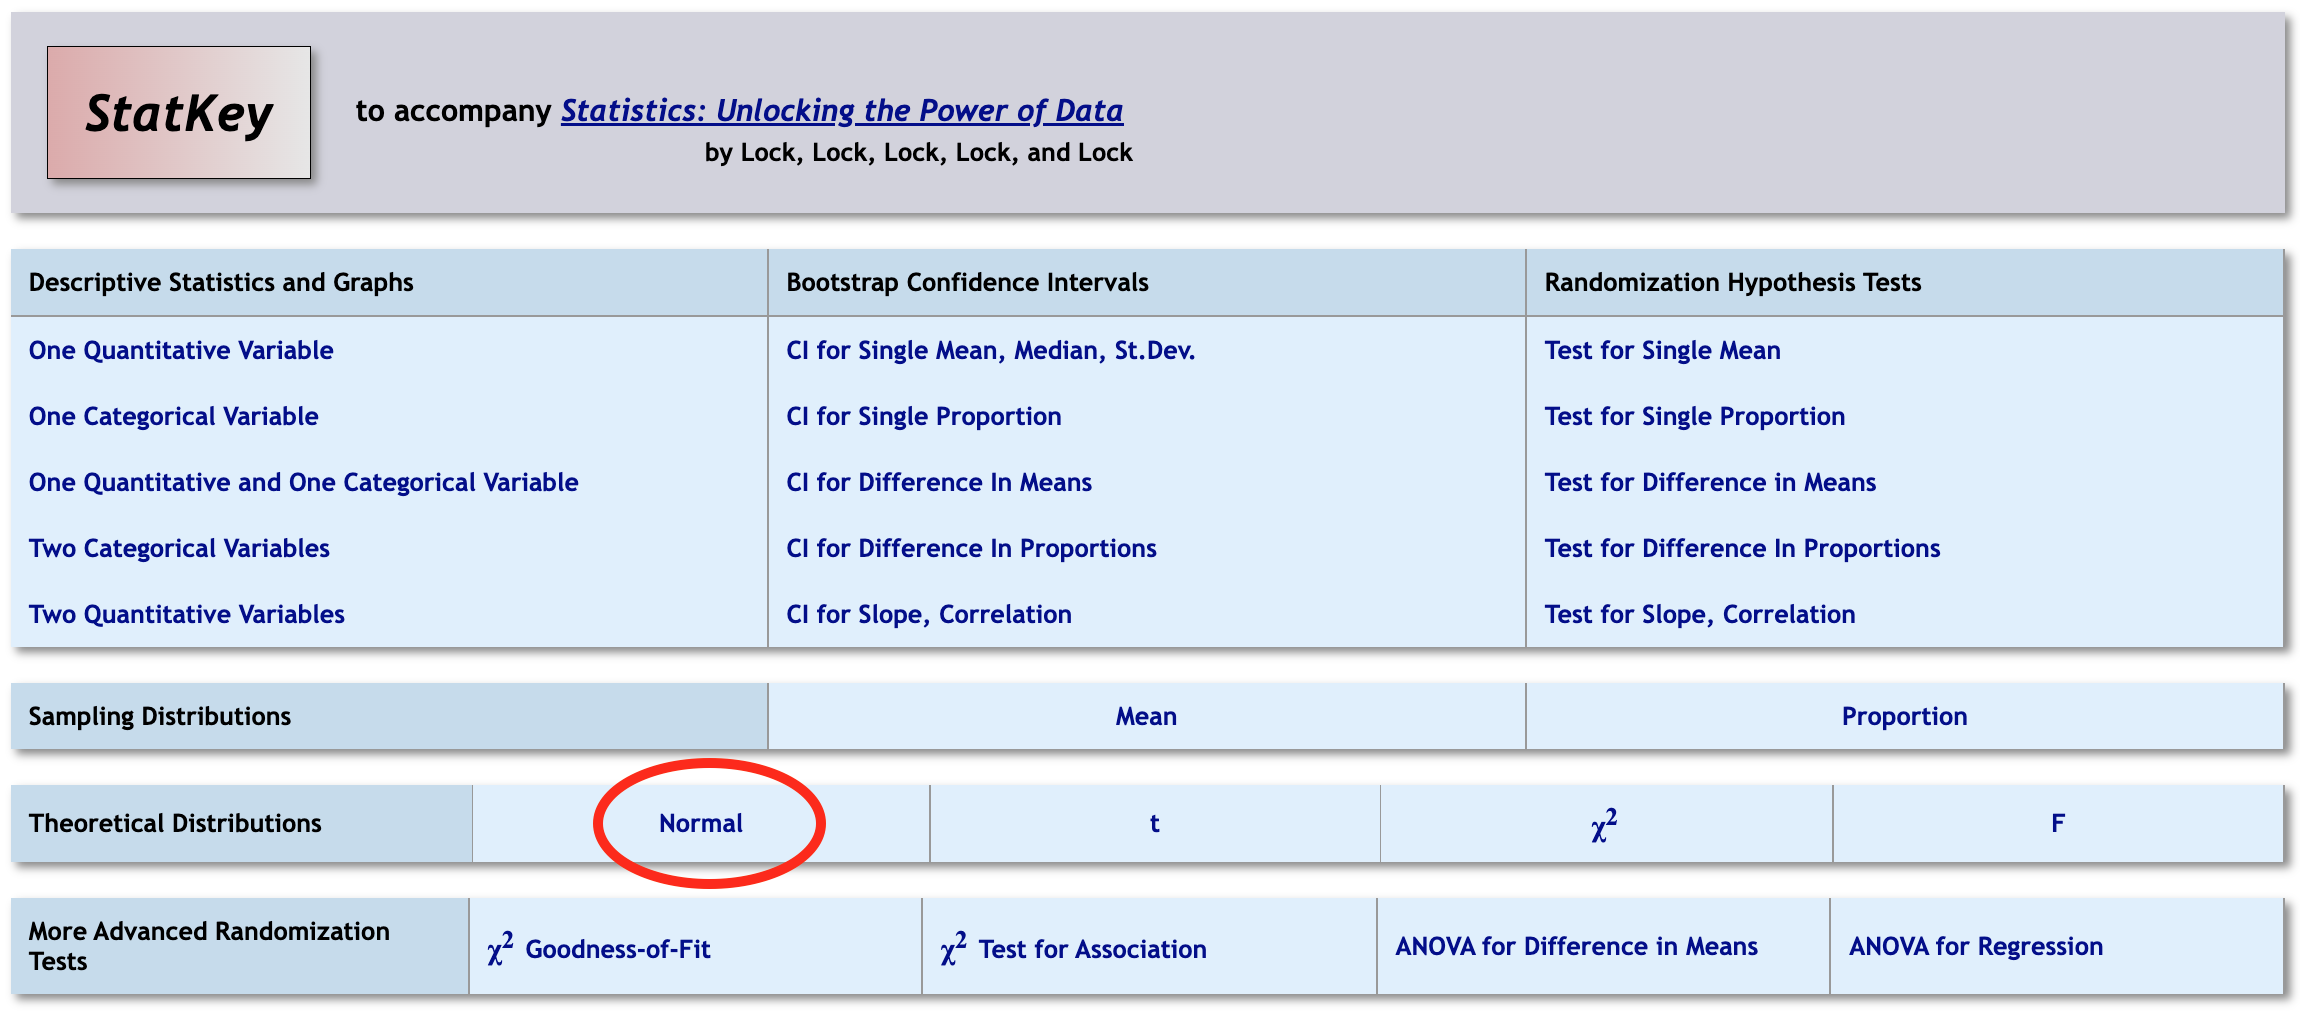 StatKey
to accompany Statistics: Unlocking the Power of Data
by Lock, Lock, Lock, Lock, and Lock
Descriptive Statistics and Graphs
Bootstrap Confidence Intervals
Randomization Hypothesis Tests
One Quantitative Variable
CI for Single Mean, Median, St.Dev.
Test for Single Mean
One Categorical Variable
CI for Single Proportion
Test for Single Proportion
One Quantitative and One Categorical Variable
CI for Difference In Means
Test for Difference in Means
Two Categorical Variables
CI for Difference In Proportions
Test for Difference In Proportions
Two Quantitative Variables
CI for Slope, Correlation
Test for Slope, Correlation
Sampling Distributions
Mean
Proportion
Theoretical Distributions
Normal
t
χ²
F
More Advanced Randomization
Tests
χ² Goodness-of-Fit
χ² Test for Association
ANOVA for Difference in Means
ANOVA for Regression